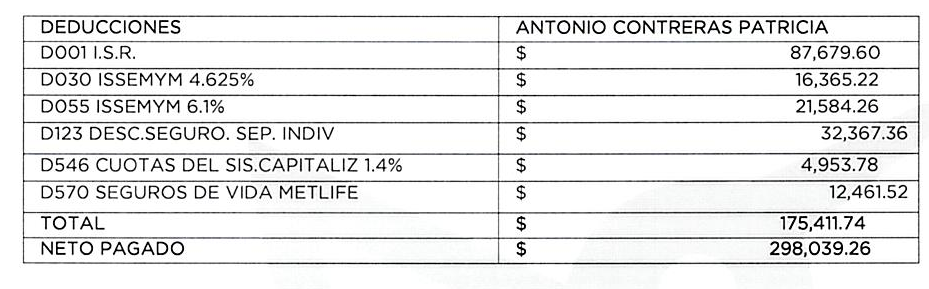 DEDUCCIONES ANTONIO CONTRERAS PATRICIA
D001 I.S.R. $ 87,679.60
D030 ISSEMYM 4.625% $ 16,365.22
D055 ISSEMYM 6.1% $ 21,584.26
D123 DESC.SEGURO. SEP. INDIV $ 32,367.36
D546 CUOTAS DEL SIS.CAPITALIZ 1.4% $ 4,953.78
D570 SEGUROS DE VIDA METLIFE $ 12,461.52
TOTAL $ 175,411.74
NETO PAGADO $ 298,039.26